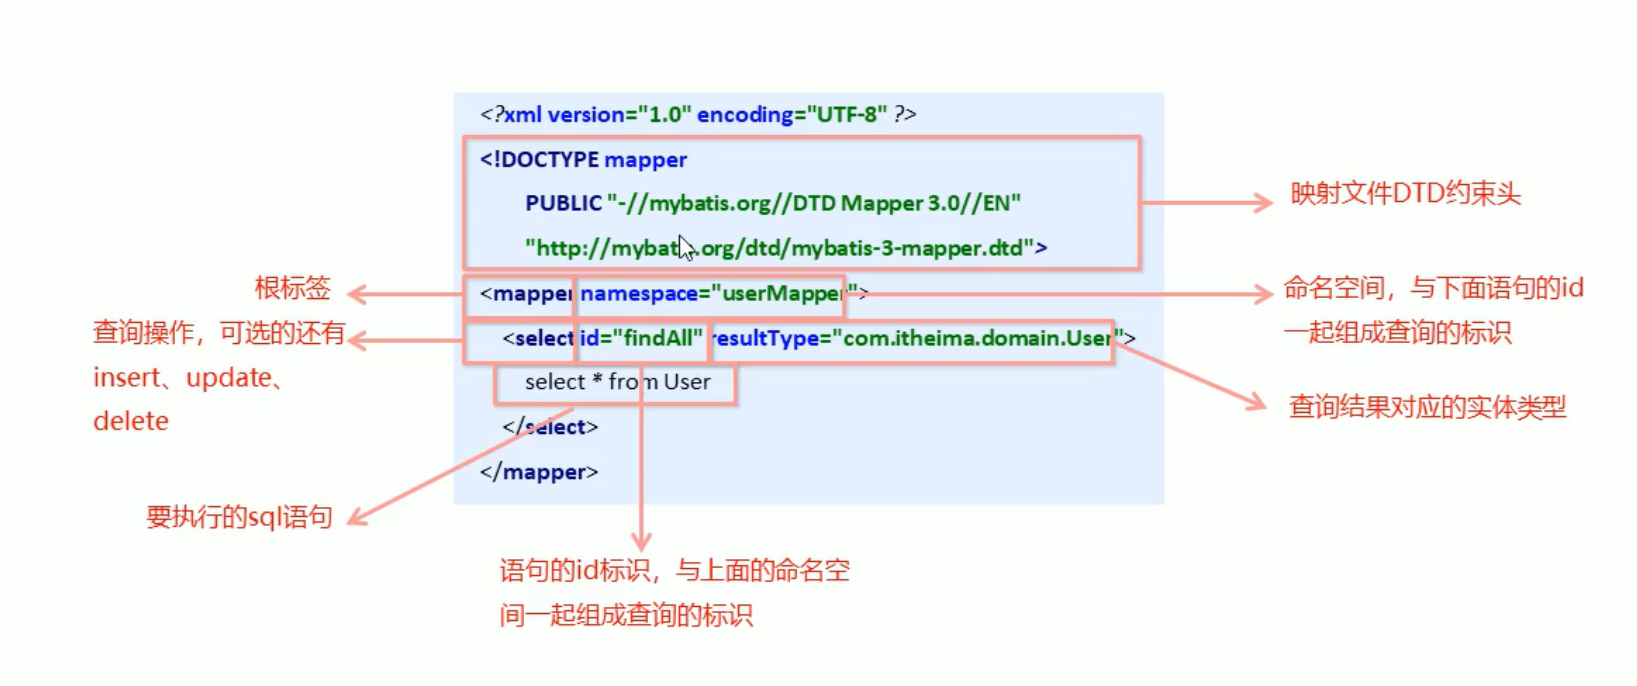 <?xml version="1.0" encoding="UTF-8" ?>
<!DOCTYPE mapper
PUBLIC "-//mybatis.org//DTD Mapper 3.0//EN"
"http://mybatis.org/dtd/mybatis-3-mapper.dtd">
<mapper namespace="userMapper">
<select id="findAll" resultType="com.itheima.domain.User">
select * from User
</select>
</mapper>
映射文件DTD约束头
根标签
命名空间，与下面语句的id
一起组成查询的标识
查询操作，可选的还有
insert、update、
delete
查询结果对应的实体类型
要执行的sql语句
语句的id标识，与上面的命名空
间一起组成查询的标识